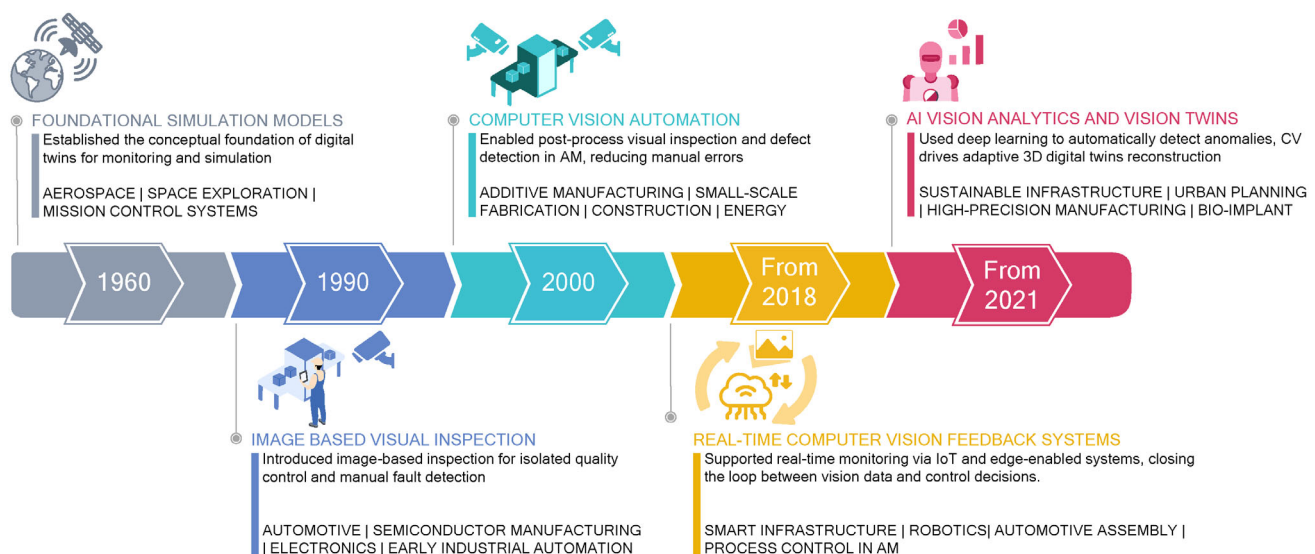 FOUNDATIONAL SIMULATION MODELS
Established the conceptual foundation of digital
twins for monitoring and simulation
AEROSPACE | SPACE EXPLORATION |
MISSION CONTROL SYSTEMS
COMPUTER VISION AUTOMATION
Enabled post-process visual inspection and defect
detection in AM, reducing manual errors
ADDITIVE MANUFACTURING | SMALL-SCALE
FABRICATION | CONSTRUCTION | ENERGY
AI VISION ANALYTICS AND VISION TWINS
Used deep learning to automatically detect anomalies, CV
drives adaptive 3D digital twins reconstruction
SUSTAINABLE INFRASTRUCTURE | URBAN PLANNING
| HIGH-PRECISION MANUFACTURING | BIO-IMPLANT
1960
1990
2000
From
2018
From
2021
IMAGE BASED VISUAL INSPECTION
Introduced image-based inspection for isolated quality
control and manual fault detection
AUTOMOTIVE | SEMICONDUCTOR MANUFACTURING
| ELECTRONICS | EARLY INDUSTRIAL AUTOMATION
REAL-TIME COMPUTER VISION FEEDBACK SYSTEMS
Supported real-time monitoring via IoT and edge-enabled systems, closing
the loop between vision data and control decisions.
SMART INFRASTRUCTURE | ROBOTICS| AUTOMOTIVE ASSEMBLY |
PROCESS CONTROL IN AM